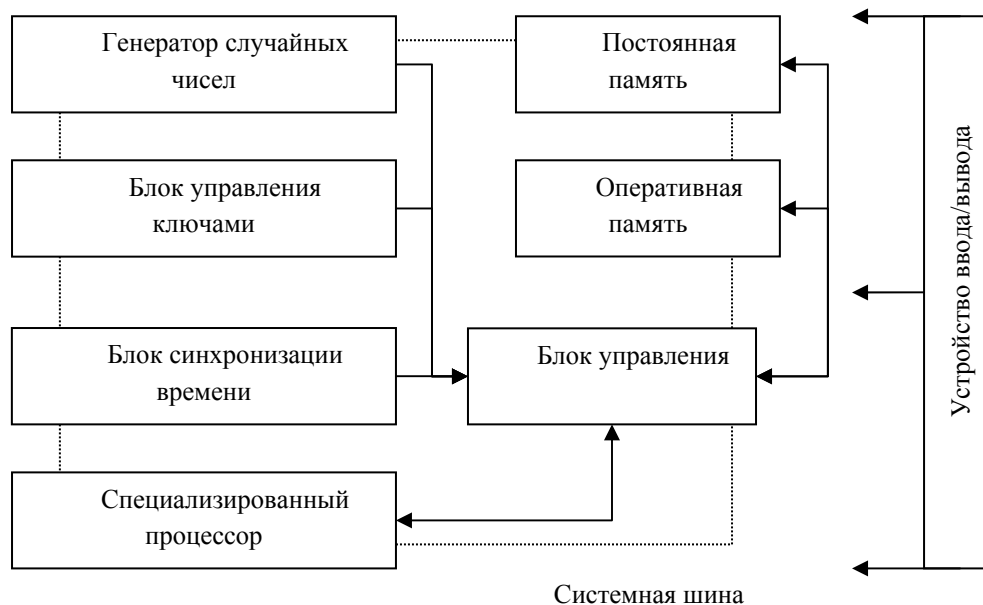 Генератор случайных
чисел
Постоянная
память
Блок управления
ключами
Оперативная
память
Блок синхронизации
времени
Блок управления
Специализированный
процессор
Системная шина
Устройство ввода/вывода